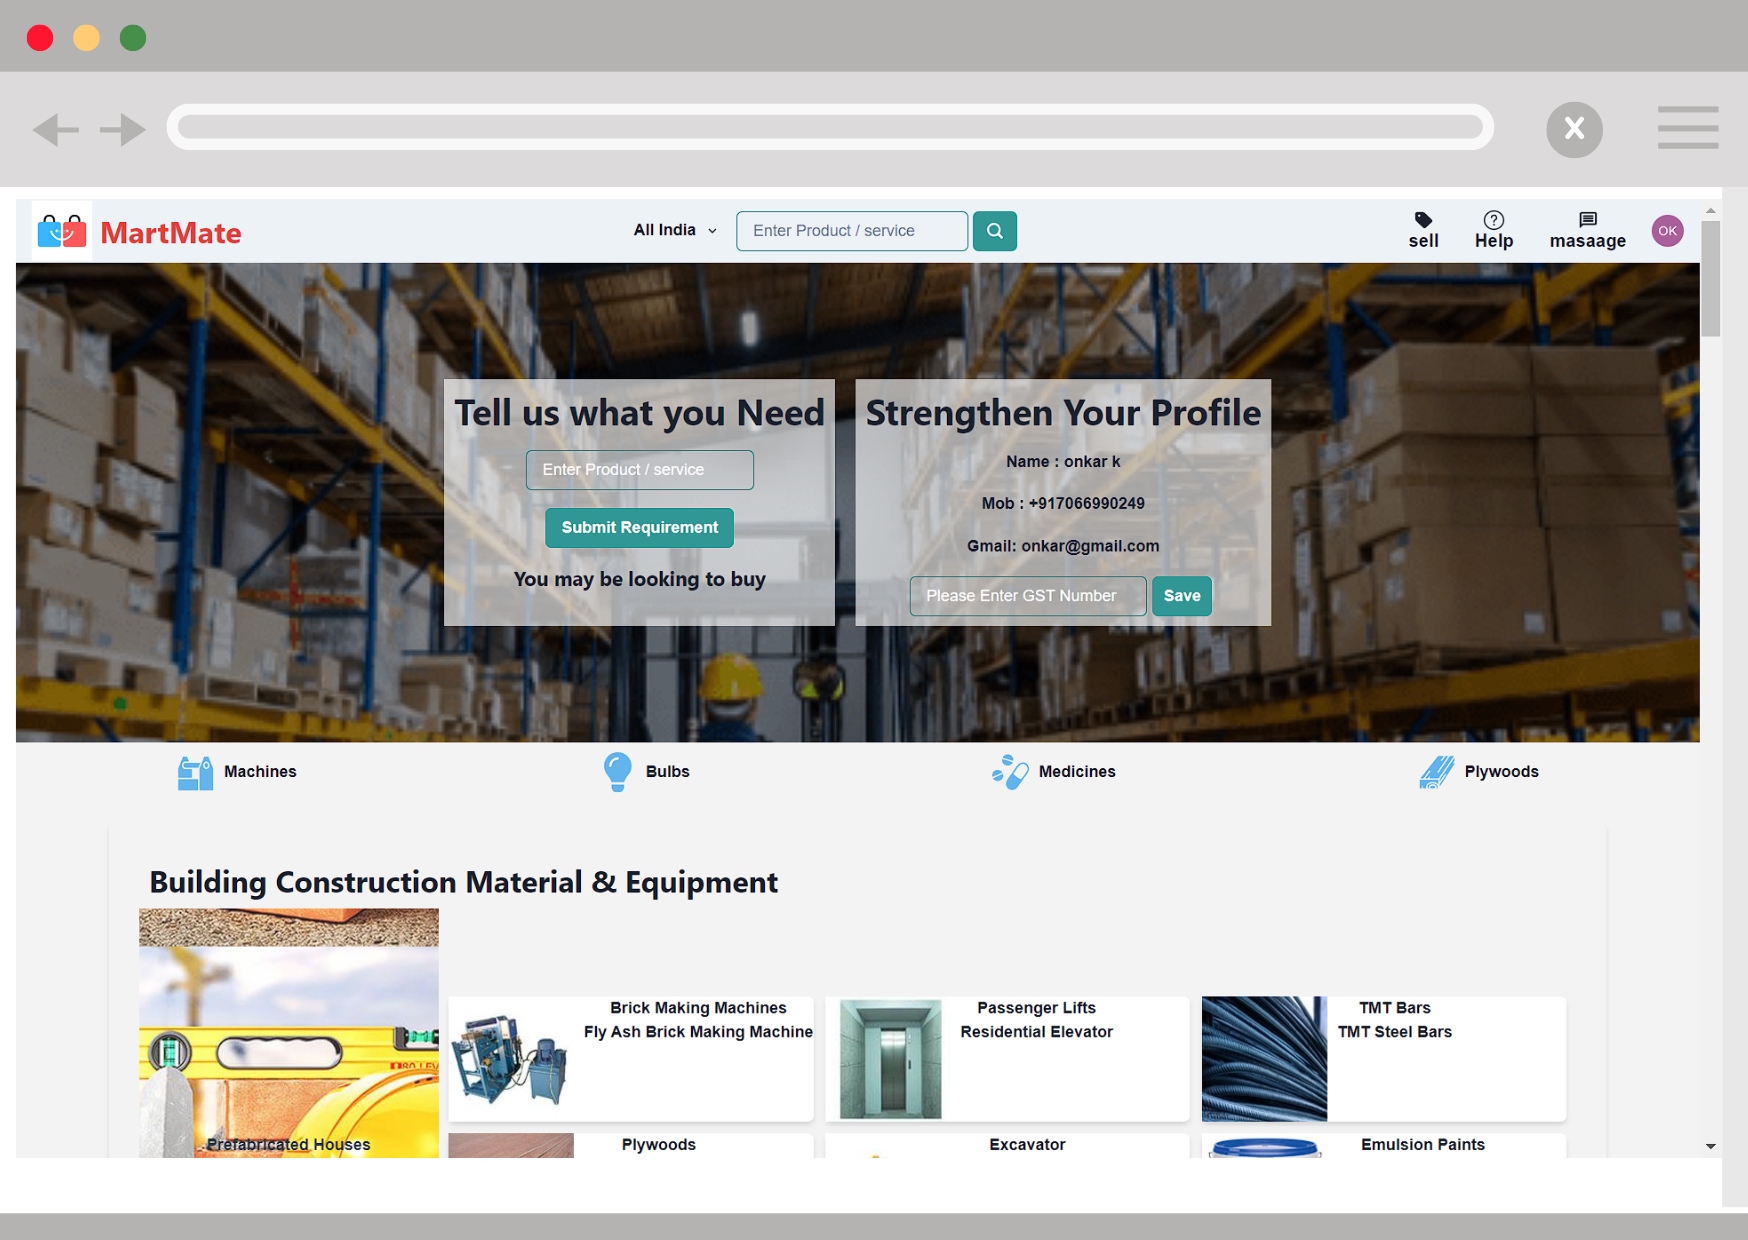 X
MartMate
All India
Enter Product / service
sell
Help
masaage
OK
Tell us what you Need
Enter Product / service
Submit Requirement
You may be looking to buy
Strengthen Your Profile
Name : onkar k
Mob : +917066990249
Gmail: onkar@gmail.com
Please Enter GST Number
Save
Machines
Bulbs
Medicines
Plywoods
Building Construction Material & Equipment
Prefabricated Houses
Brick Making Machines
Fly Ash Brick Making Machine
Passenger Lifts
Residential Elevator
TMT Bars
TMT Steel Bars
Plywoods
Excavator
Emulsion Paints